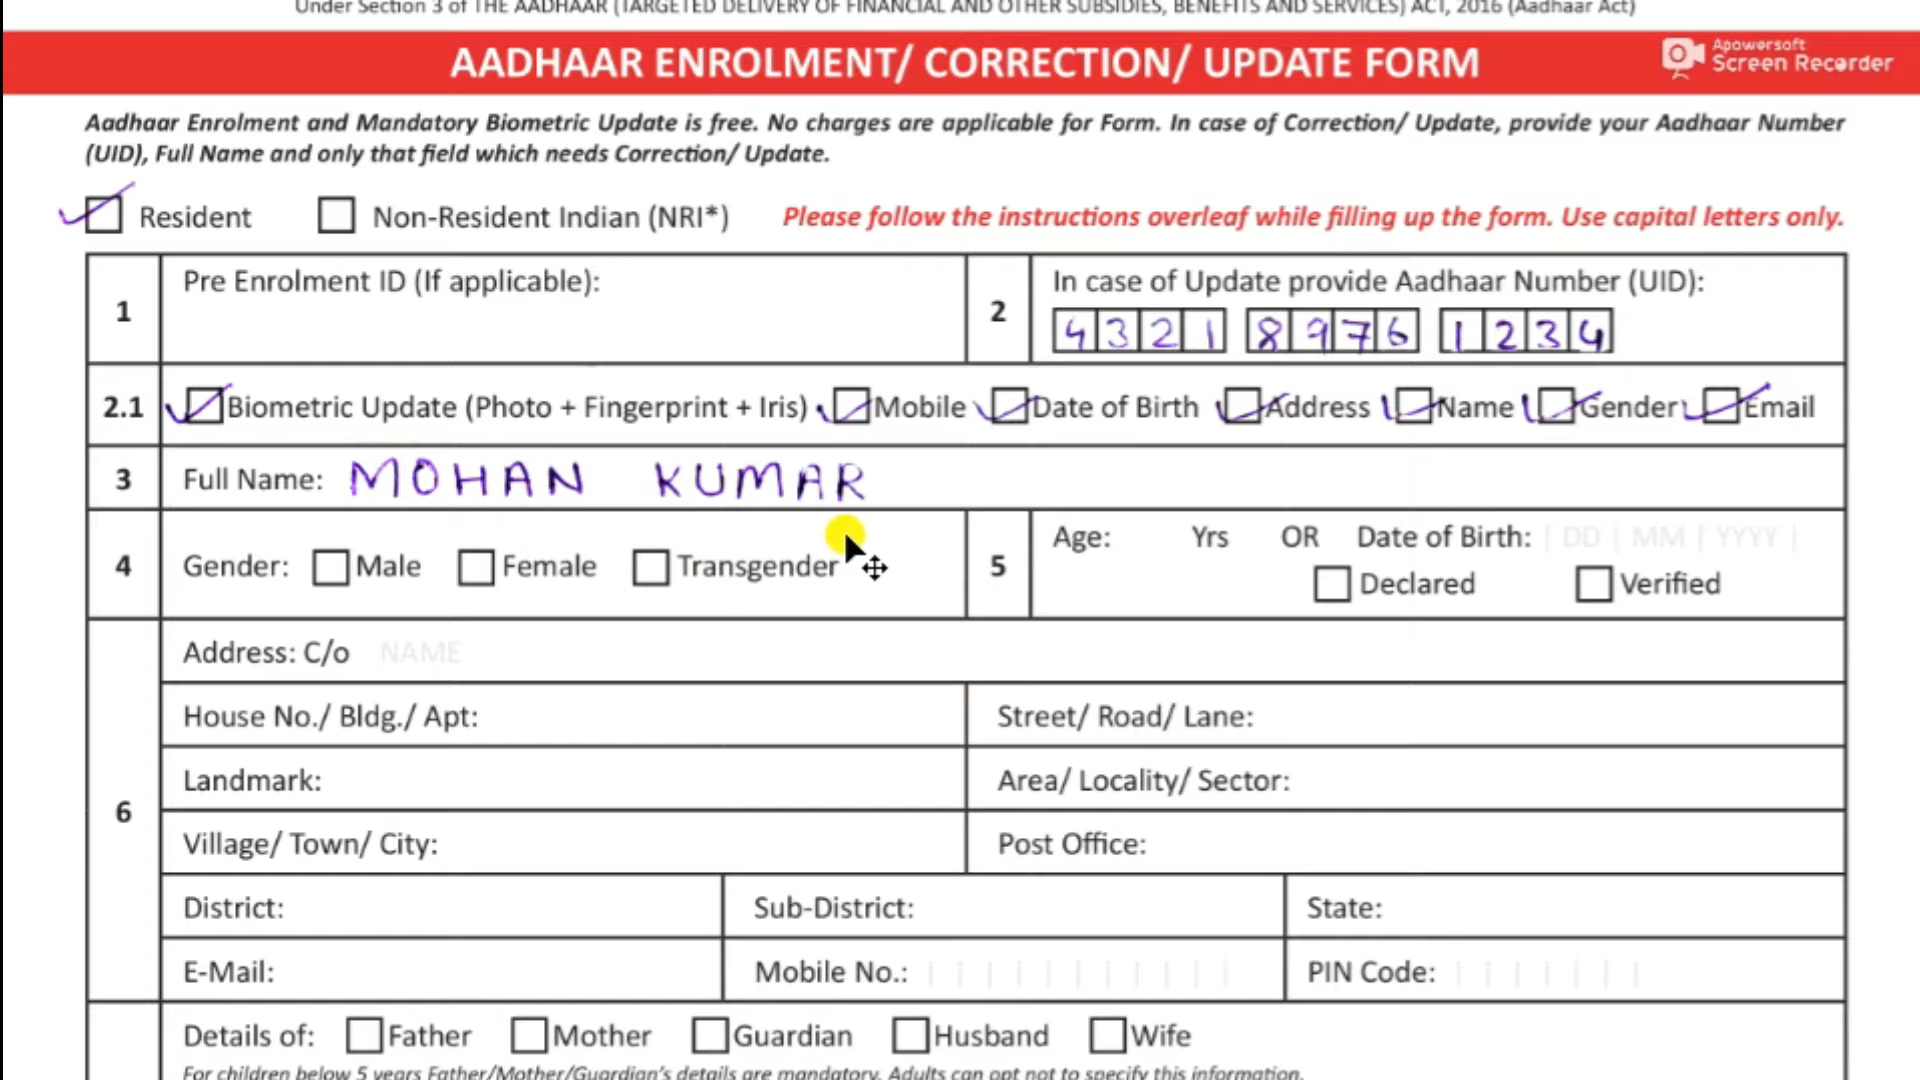 Under Section 3 of THE AADHAAR (TARGETED DELIVERY OF FINANCIAL AND OTHER SUBSIDIES, BENEFITS AND SERVICES) ACT, 2016 (Aadhaar Act)
AADHAAR ENROLMENT/ CORRECTION/ UPDATE FORM
Apowersoft
Screen Recorder
Aadhaar Enrolment and Mandatory Biometric Update is free. No charges are applicable for Form. In case of Correction/ Update, provide your Aadhaar Number
(UID), Full Name and only that field which needs Correction/ Update.
Resident Non-Resident Indian (NRI*) Please follow the instructions overleaf while filling up the form. Use capital letters only.
1 Pre Enrolment ID (If applicable):
2 In case of Update provide Aadhaar Number (UID):
4321 8976 1234
2.1 Biometric Update (Photo + Fingerprint + Iris) Mobile Date of Birth Address Name Gender Email
3 Full Name: MOHAN KUMAR
4 Gender: Male Female Transgender
5 Age: Yrs OR Date of Birth: DD MM YYYY
Declared Verified
6
Address: C/o NAME
House No./ Bldg./ Apt: Street/ Road/ Lane:
Landmark: Area/ Locality/ Sector:
Village/ Town/ City: Post Office:
District: Sub-District: State:
E-Mail: Mobile No.: PIN Code:
Details of: Father Mother Guardian Husband Wife
For children below 5 years Father/Mother/Guardian's details are mandatory. Adults can opt not to specify this information.